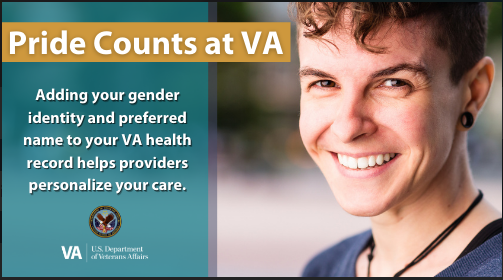 Pride Counts at VA
Adding your gender
identity and preferred
name to your VA health
record helps providers
personalize your care.
VA
U.S. Department
of Veterans Affairs